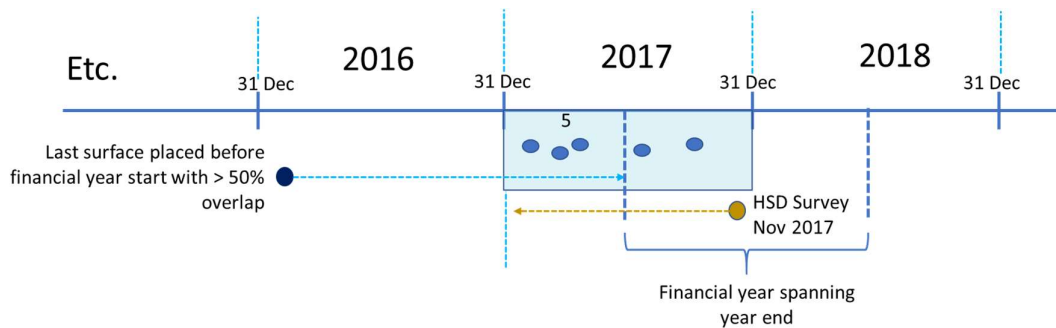 Etc.
2016
2017
2018
31 Dec
31 Dec
31 Dec
31 Dec
5
Last surface placed before
financial year start with > 50%
overlap
HSD Survey
Nov 2017
Financial year spanning
year end